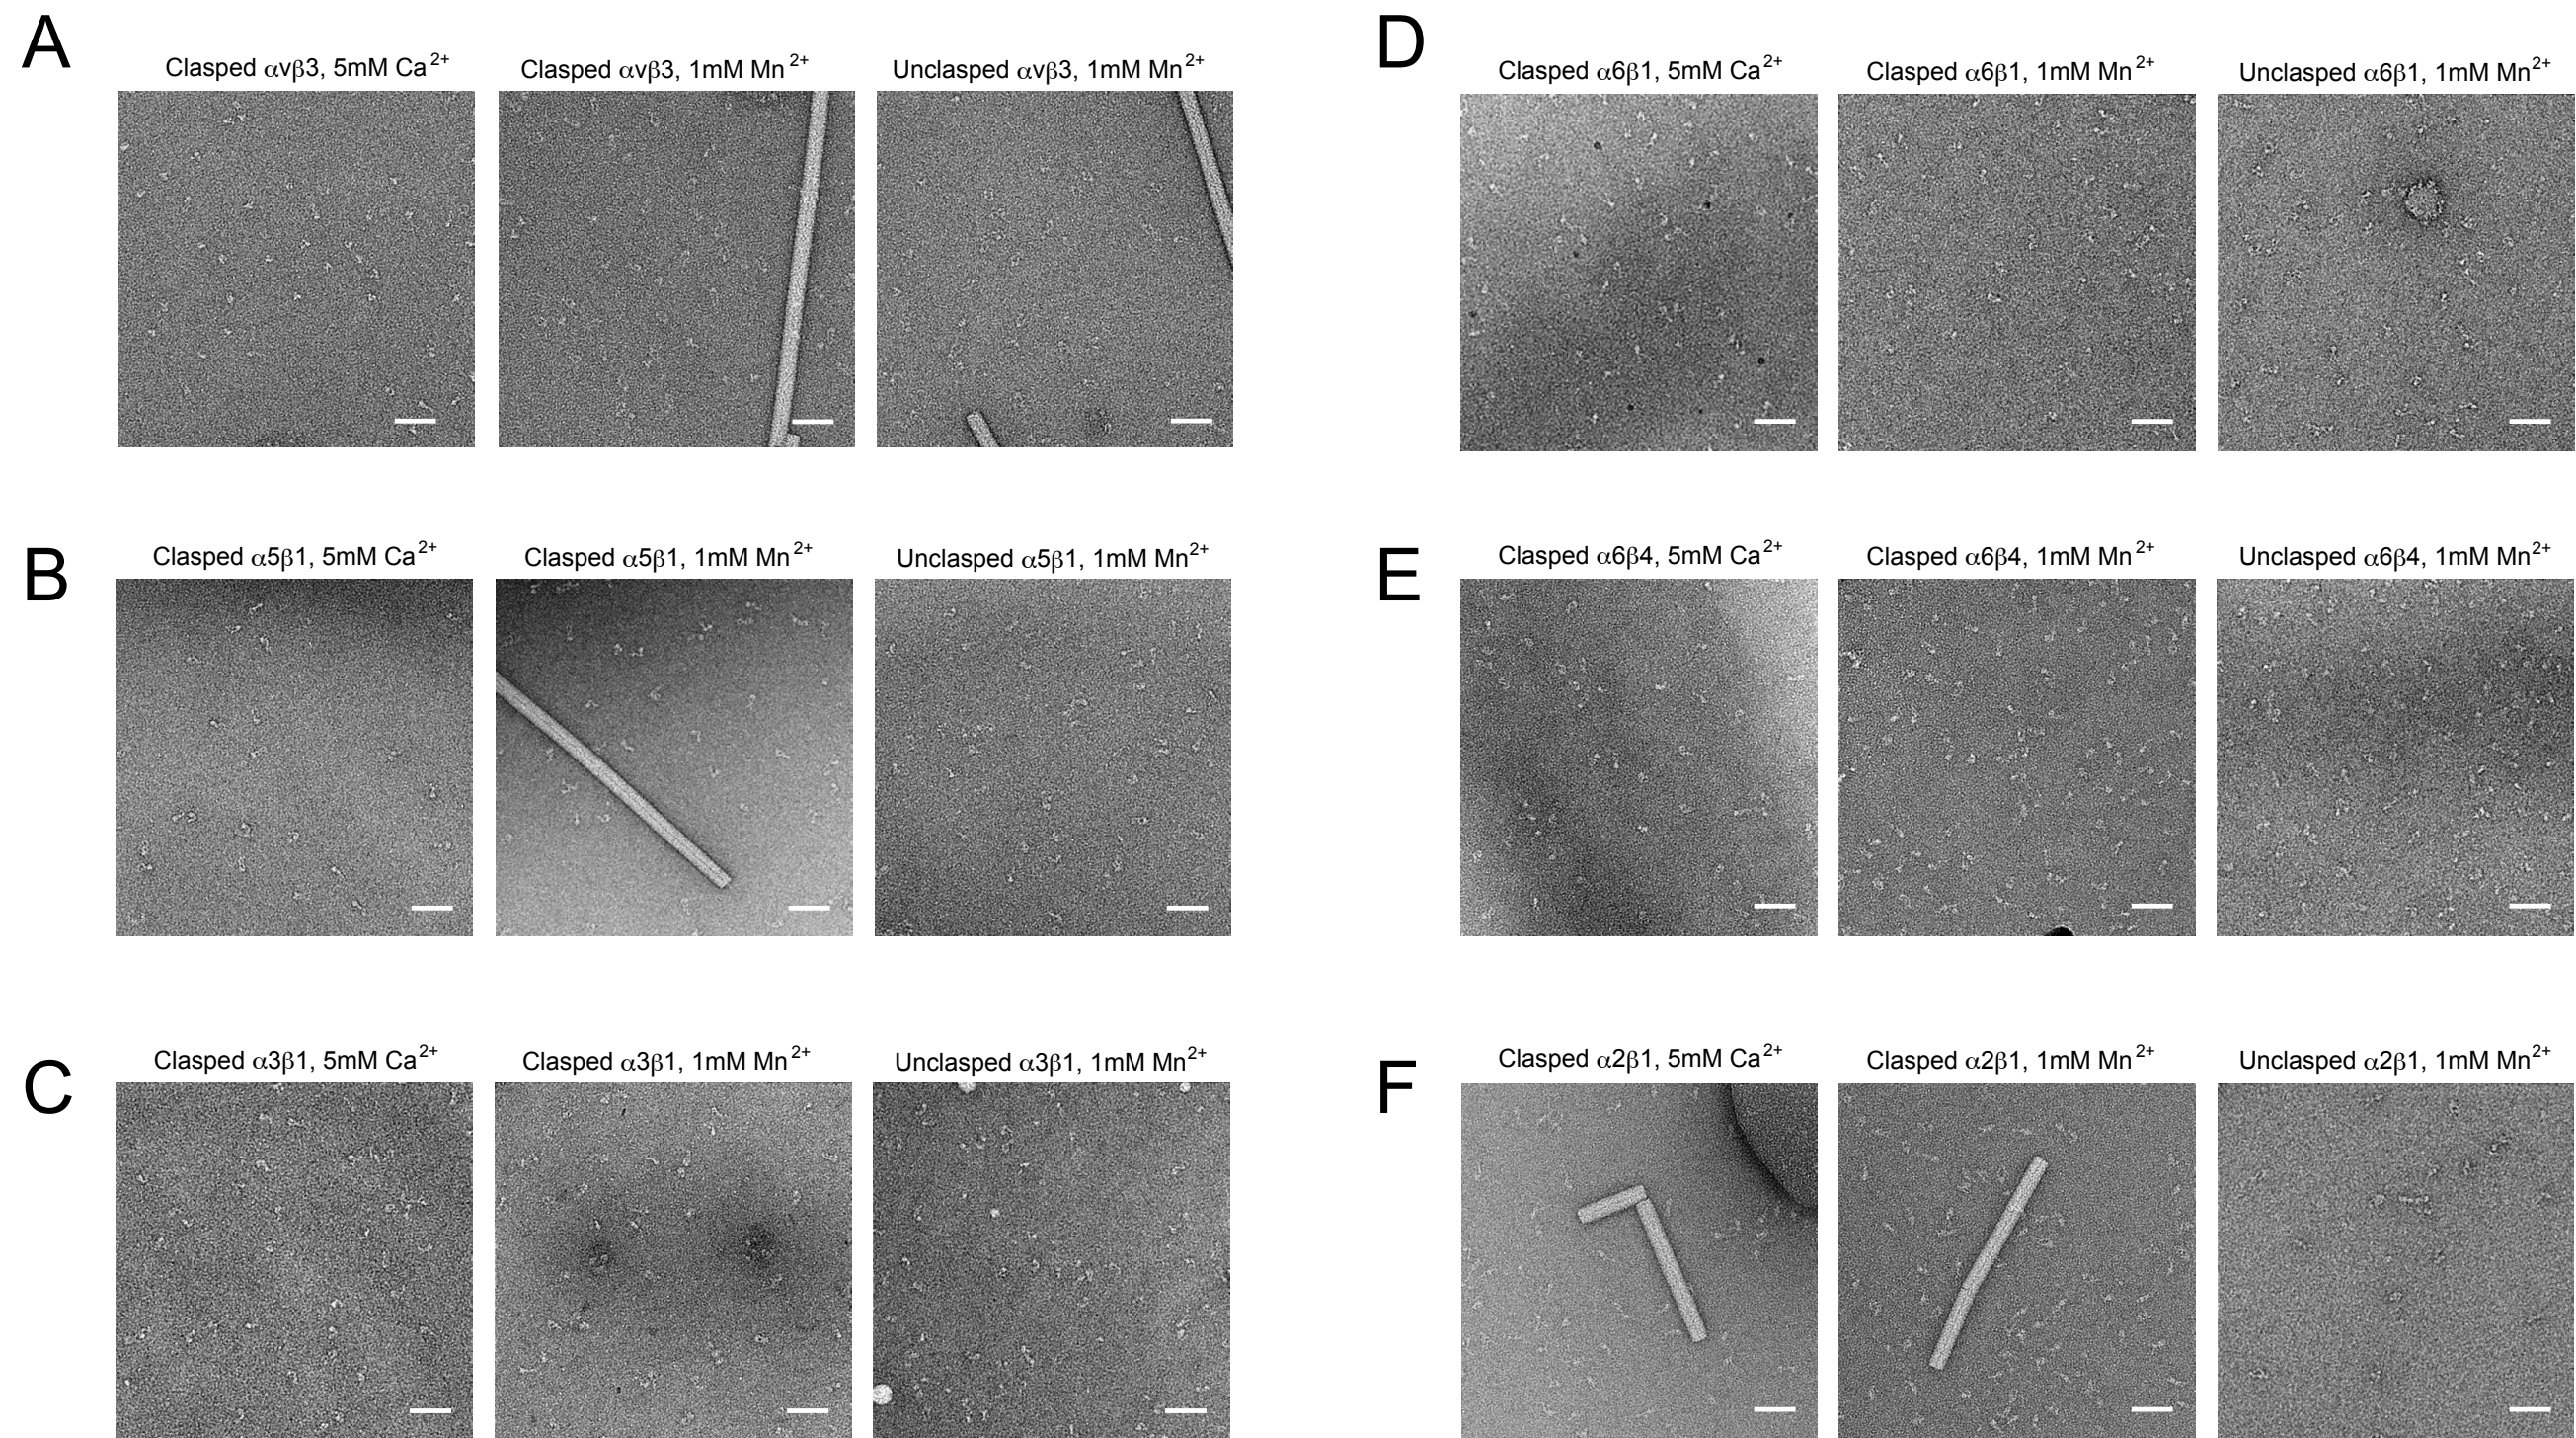 A
Clasped αvβ3, 5mM Ca2+
Clasped αvβ3, 1mM Mn2+
Unclasped αvβ3, 1mM Mn2+
B
Clasped α5β1, 5mM Ca2+
Clasped α5β1, 1mM Mn2+
Unclasped α5β1, 1mM Mn2+
C
Clasped α3β1, 5mM Ca2+
Clasped α3β1, 1mM Mn2+
Unclasped α3β1, 1mM Mn2+
D
Clasped α6β1, 5mM Ca2+
Clasped α6β1, 1mM Mn2+
Unclasped α6β1, 1mM Mn2+
E
Clasped α6β4, 5mM Ca2+
Clasped α6β4, 1mM Mn2+
Unclasped α6β4, 1mM Mn2+
F
Clasped α2β1, 5mM Ca2+
Clasped α2β1, 1mM Mn2+
Unclasped α2β1, 1mM Mn2+